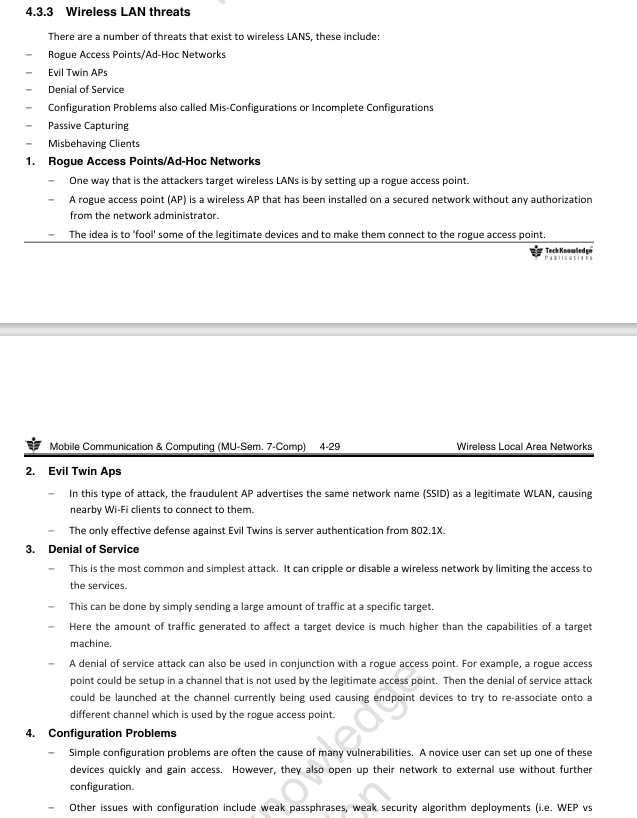 4.3.3 Wireless LAN threats
There are a number of threats that exist to wireless LANS, these include:
– Rogue Access Points/Ad-Hoc Networks
– Evil Twin APs
– Denial of Service
– Configuration Problems also called Mis-Configurations or Incomplete Configurations
– Passive Capturing
– Misbehaving Clients
1. Rogue Access Points/Ad-Hoc Networks
– One way that is the attackers target wireless LANs is by setting up a rogue access point.
– A rogue access point (AP) is a wireless AP that has been installed on a secured network without any authorization
from the network administrator.
– The idea is to 'fool' some of the legitimate devices and to make them connect to the rogue access point.
TechKnowledge
Publications
Mobile Communication & Computing (MU-Sem. 7-Comp) 4-29 Wireless Local Area Networks
2. Evil Twin Aps
– In this type of attack, the fraudulent AP advertises the same network name (SSID) as a legitimate WLAN, causing
nearby Wi-Fi clients to connect to them.
– The only effective defense against Evil Twins is server authentication from 802.1X.
3. Denial of Service
– This is the most common and simplest attack. It can cripple or disable a wireless network by limiting the access to
the services.
– This can be done by simply sending a large amount of traffic at a specific target.
– Here the amount of traffic generated to affect a target device is much higher than the capabilities of a target
machine.
– A denial of service attack can also be used in conjunction with a rogue access point. For example, a rogue access
point could be setup in a channel that is not used by the legitimate access point. Then the denial of service attack
could be launched at the channel currently being used causing endpoint devices to try to re-associate onto a
different channel which is used by the rogue access point.
4. Configuration Problems
– Simple configuration problems are often the cause of many vulnerabilities. A novice user can set up one of these
devices quickly and gain access. However, they also open up their network to external use without further
configuration.
– Other issues with configuration include weak passphrases, weak security algorithm deployments (i.e. WEP vs